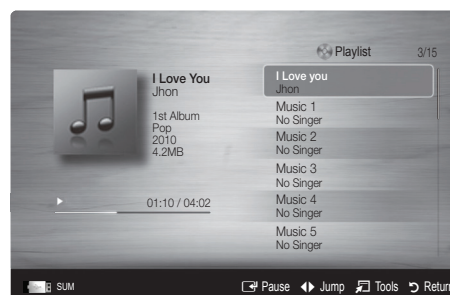 Playlist 3/15
I Love You
Jhon
1st Album
Pop
2010
4.2MB
01:10 / 04:02
I Love you
Jhon
Music 1
No Singer
Music 2
No Singer
Music 3
No Singer
Music 4
No Singer
Music 5
No Singer
SUM Pause Jump Tools Return